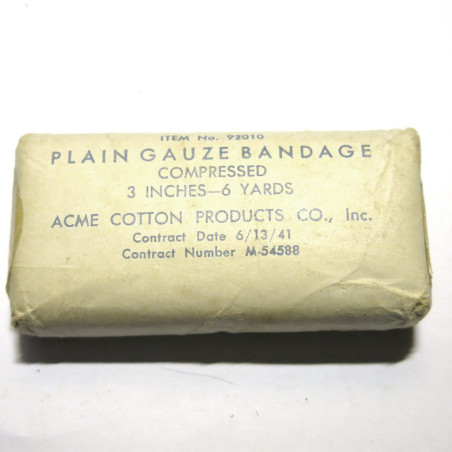 ITEM No. 92010
PLAIN GAUZE BANDAGE
COMPRESSED
3 INCHES—6 YARDS
ACME COTTON PRODUCTS CO., Inc.
Contract Date 6/13/41
Contract Number M-54588